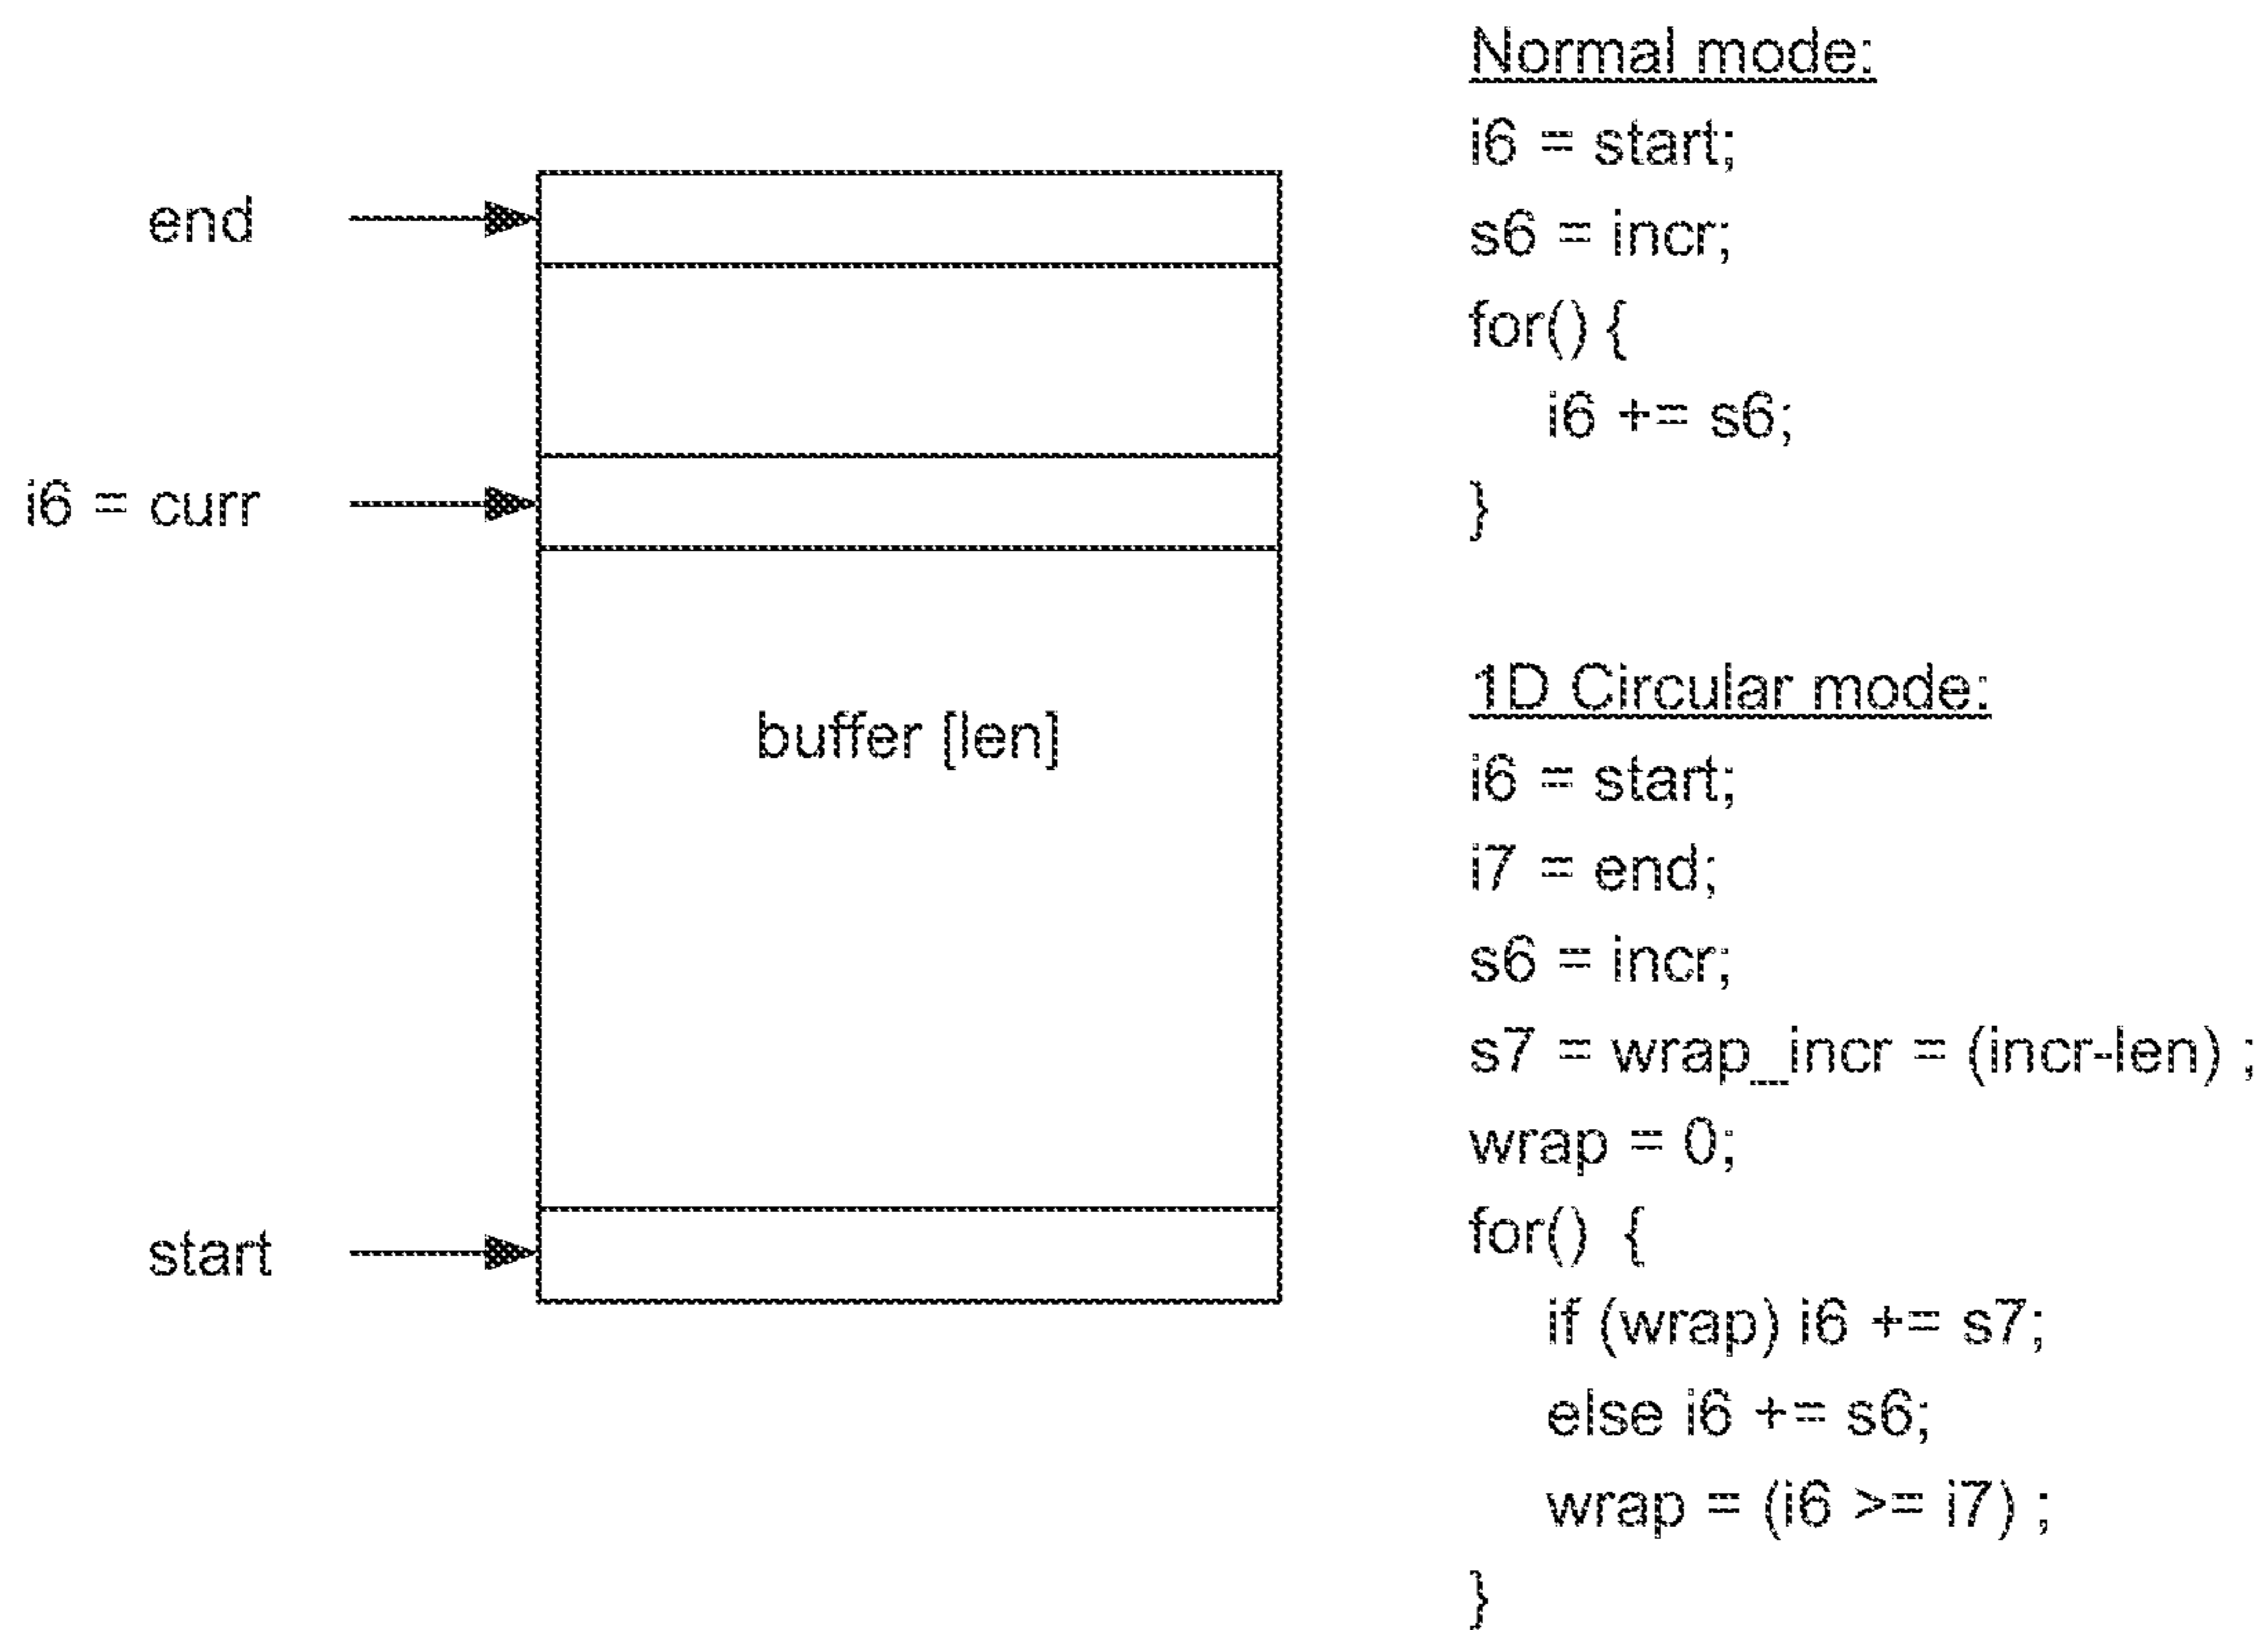 end
i6 = curr
buffer [len]
start
Normal mode:
i6 = start;
s6 = incr;
for() {
i6 += s6;
}
1D Circular mode:
i6 = start;
i7 = end;
s6 = incr;
s7 = wrap_incr = (incr-len) ;
wrap = 0;
for() {
if (wrap) i6 += s7;
else i6 += s6;
wrap = (i6 >= i7) ;
}